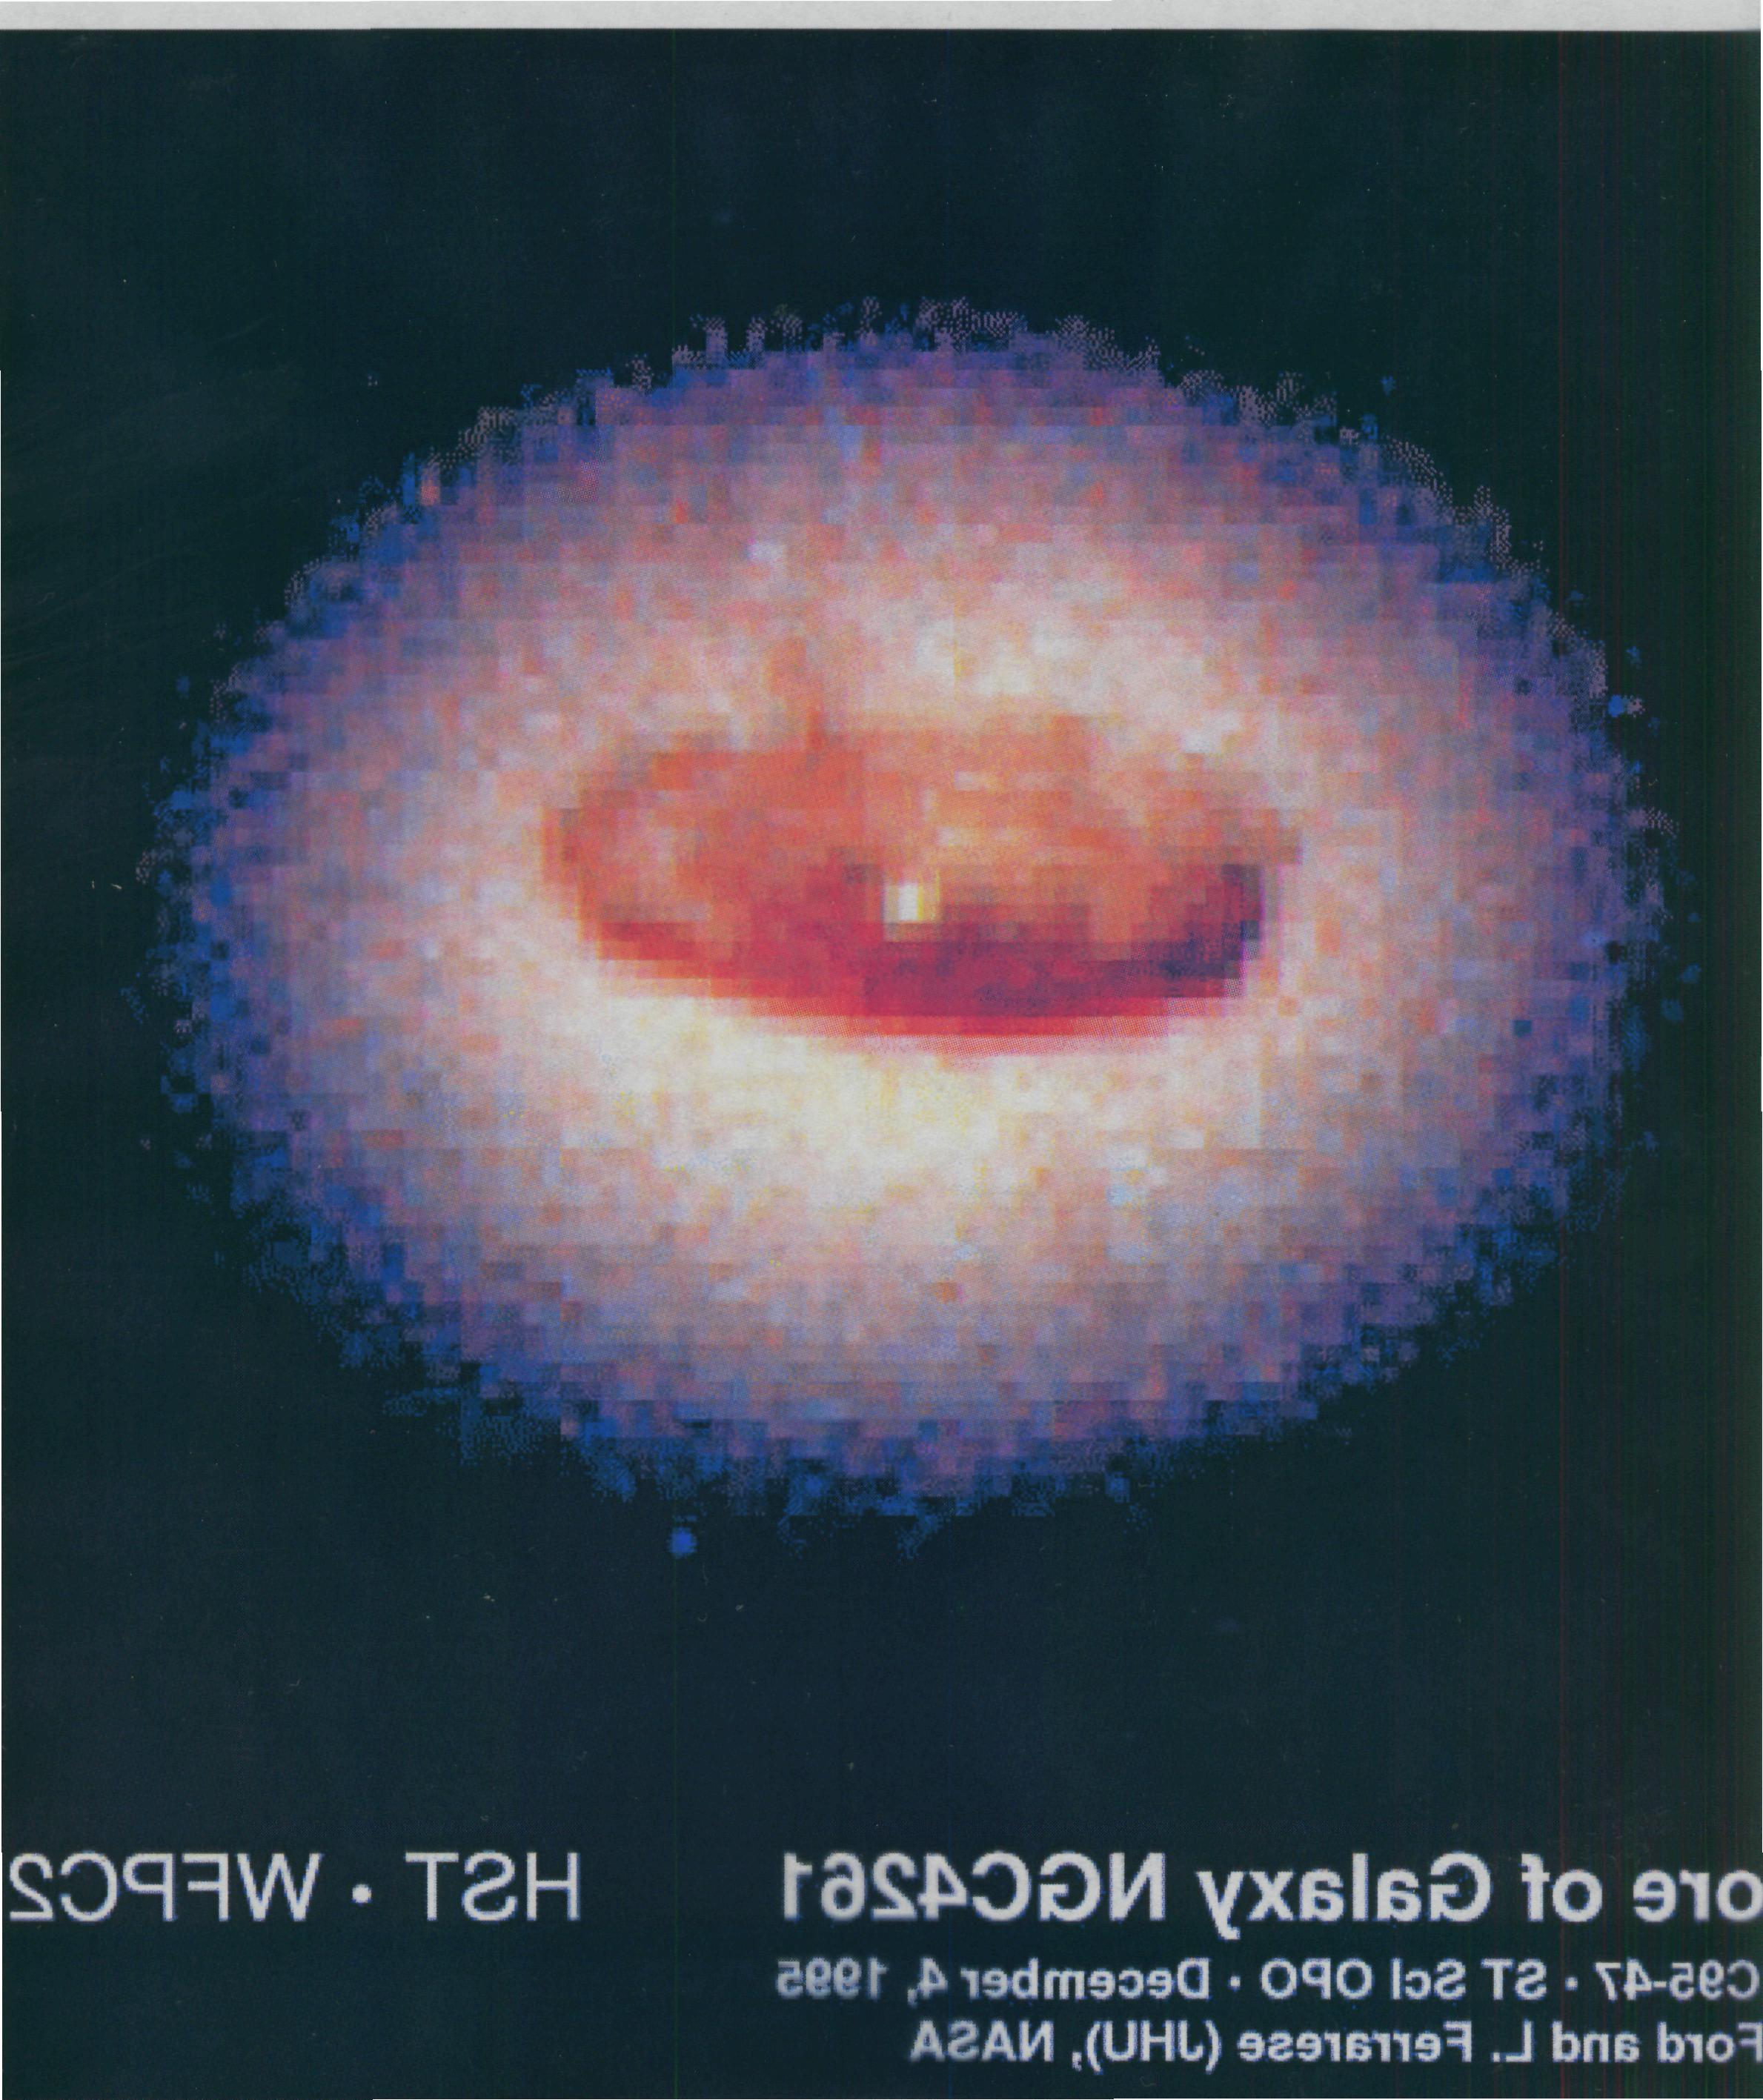 ore of Galaxy NGC4261 HST · WFPC2
C95-47 · ST ScI OPO · December 4, 1995
Ford and L. Ferrarese (JHU), NASA